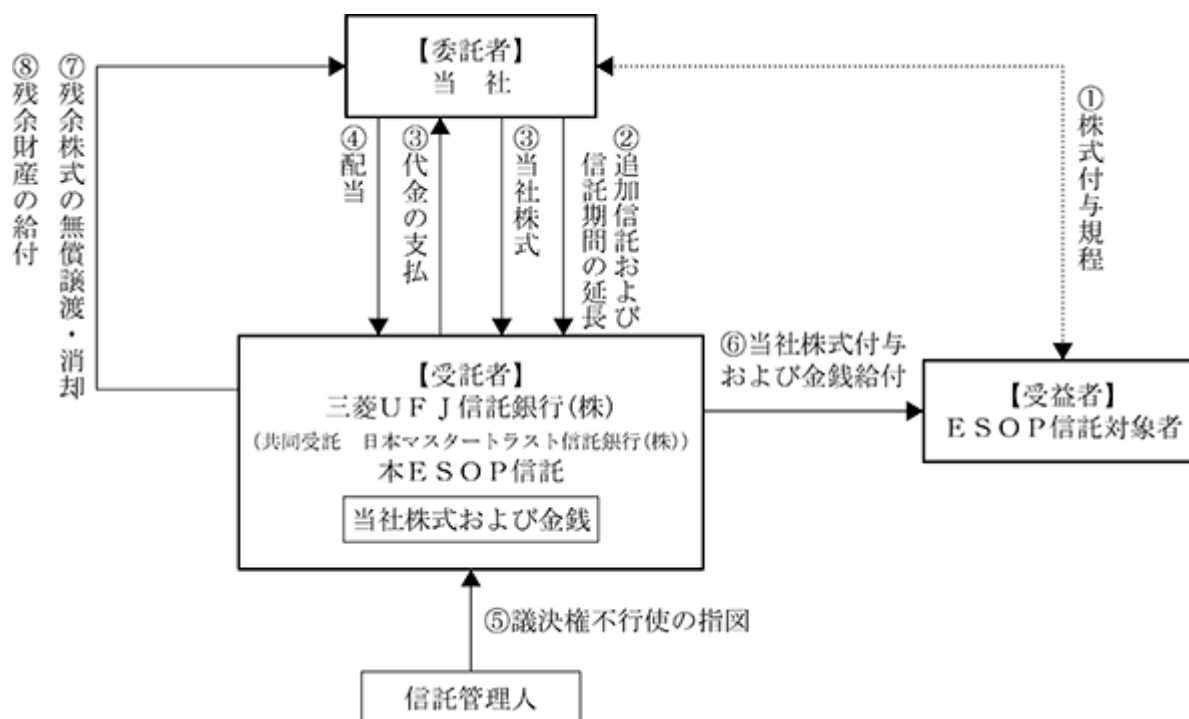 【委託者】
当　社
⑧残余財産の給付
⑦残余株式の無償譲渡・消却
④配当
③代金の支払
③当社株式
②追加信託および
信託期間の延長
①株式付与規程
【受託者】
三菱ＵＦＪ信託銀行(株)
(共同受託　日本マスタートラスト信託銀行(株))
本ＥＳＯＰ信託
当社株式および金銭
⑥当社株式付与
および金銭給付
【受益者】
ＥＳＯＰ信託対象者
⑤議決権不行使の指図
信託管理人